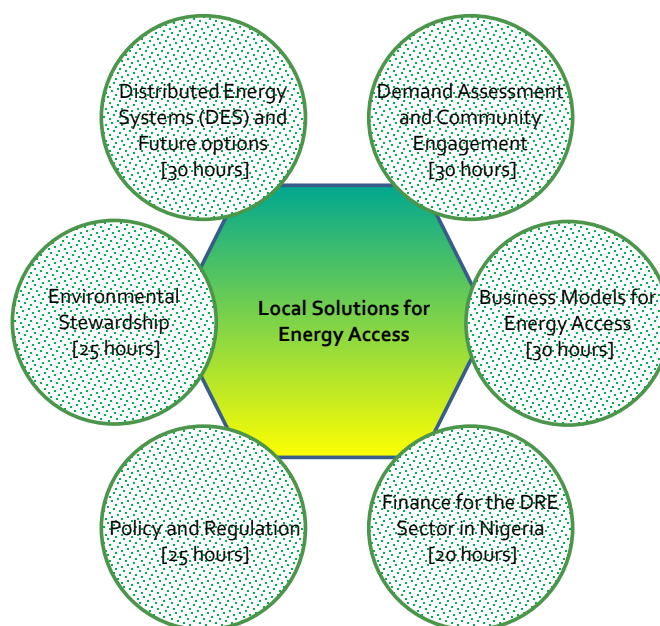 Distributed Energy
Systems (DES) and
Future options
[30 hours]
Demand Assessment
and Community
Engagement
[30 hours]
Environmental
Stewardship
[25 hours]
Local Solutions for
Energy Access
Business Models for
Energy Access
[30 hours]
Policy and Regulation
[25 hours]
Finance for the DRE
Sector in Nigeria
[20 hours]